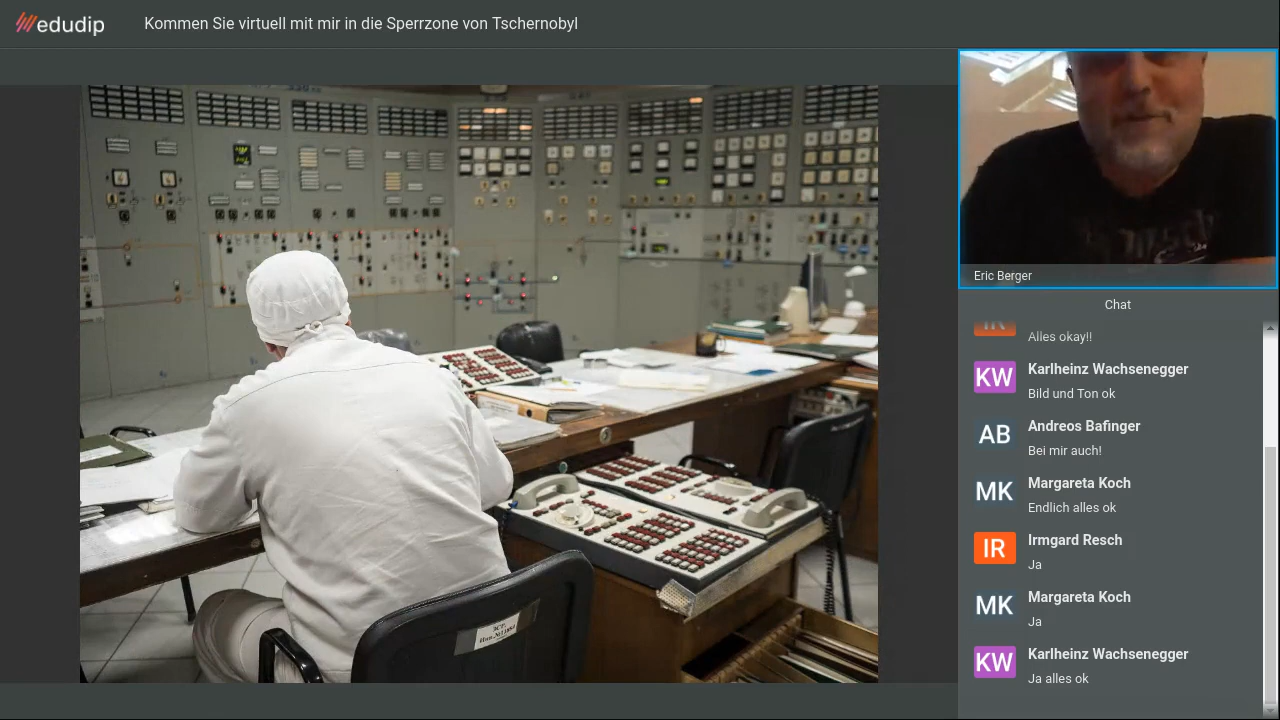 edudip
Kommen Sie virtuell mit mir in die Sperrzone von Tschernobyl
Eric Berger
Chat
IR
Alles okay!!
KW
Karlheinz Wachsenegger
Bild und Ton ok
AB
Andreos Bafinger
Bei mir auch!
MK
Margareta Koch
Endlich alles ok
IR
Irmgard Resch
Ja
MK
Margareta Koch
Ja
KW
Karlheinz Wachsenegger
Ja alles ok